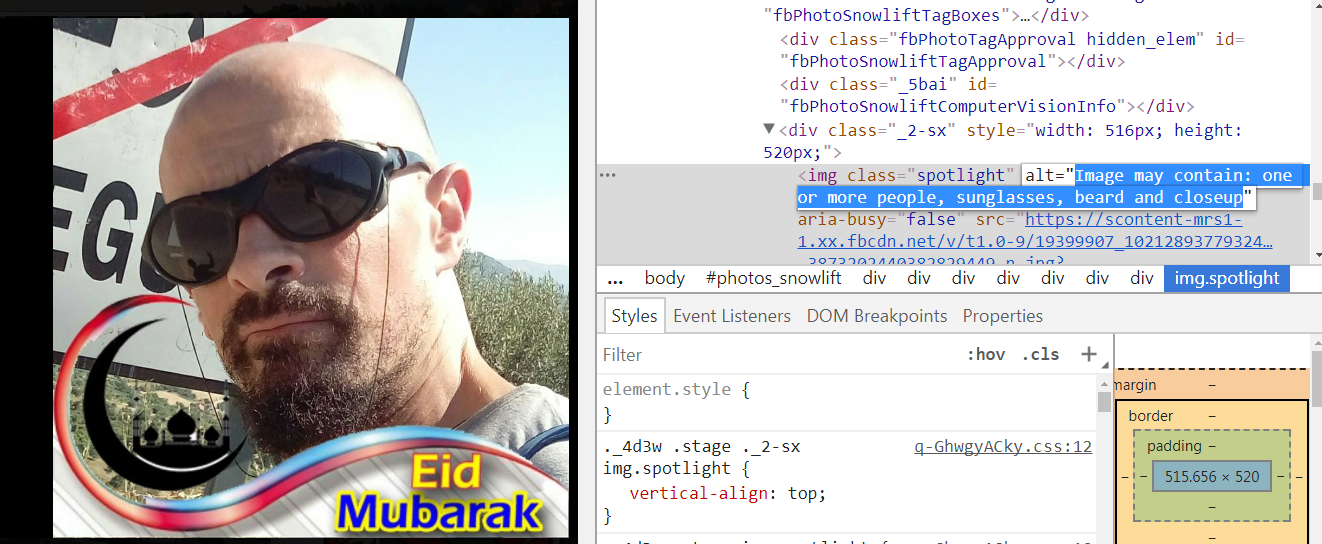 EGU
Eid
Mubarak
"fbPhotoSnowliftTagBoxes">…</div>
<div class="fbPhotoTagApproval hidden_elem" id=
"fbPhotoSnowliftTagApproval"></div>
<div class="_5bai" id=
"fbPhotoSnowliftComputerVisionInfo"></div>
▼<div class="_2-sx" style="width: 516px; height:
520px;">
… <img class="spotlight" alt="Image may contain: one
or more people, sunglasses, beard and closeup"
aria-busy="false" src="https://scontent-mrs1-
1.xx.fbcdn.net/v/t1.0-9/19399907_10212893779324…
… body #photos_snowlift div div div div div div img.spotlight
Styles Event Listeners DOM Breakpoints Properties
Filter :hov .cls +
element.style {
}
._4d3w .stage ._2-sx q-GhwgyACky.css:12
img.spotlight {
vertical-align: top;
}
margin –
border –
padding –
– – 515.656 × 520 – –
–
–
–